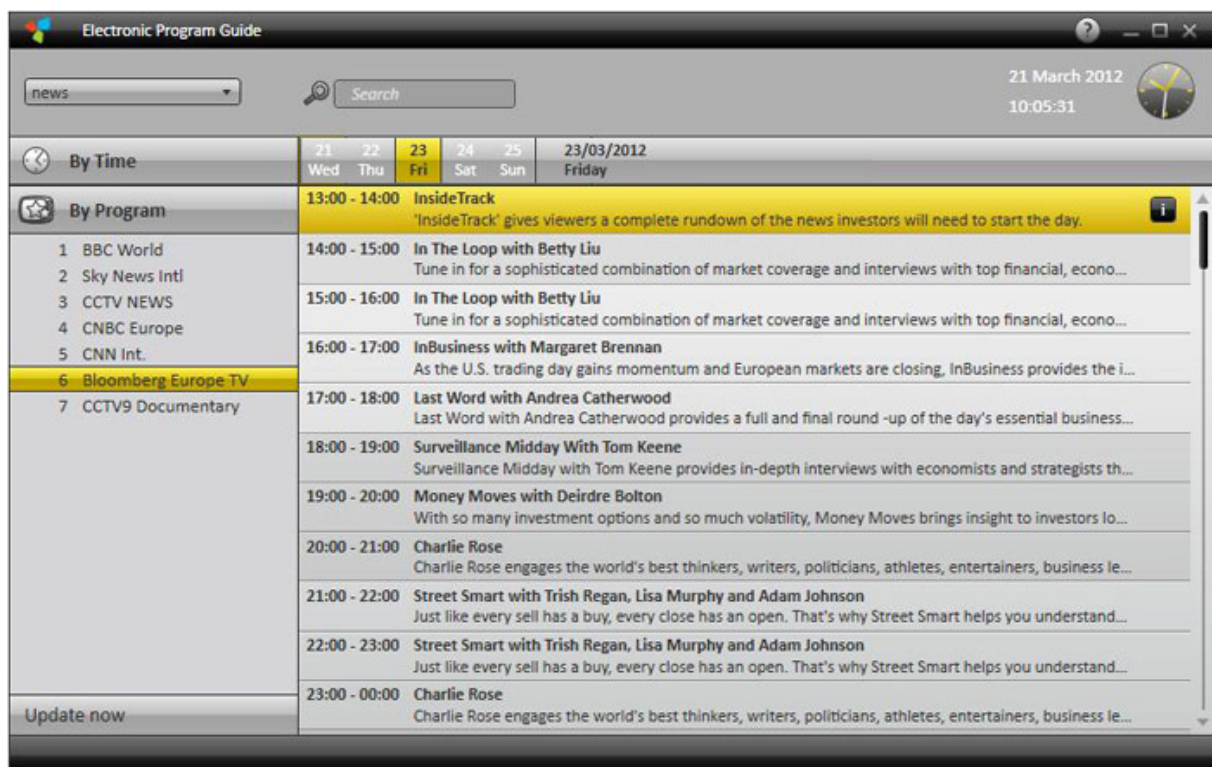 Electronic Program Guide
?
news
Search
21 March 2012
10:05:31
By Time
21 22 23 24 25
Wed Thu Fri Sat Sun
23/03/2012
Friday
By Program
1 BBC World
2 Sky News Intl
3 CCTV NEWS
4 CNBC Europe
5 CNN Int.
6 Bloomberg Europe TV
7 CCTV9 Documentary
Update now
13:00 - 14:00 InsideTrack
'InsideTrack' gives viewers a complete rundown of the news investors will need to start the day.
i
14:00 - 15:00 In The Loop with Betty Liu
Tune in for a sophisticated combination of market coverage and interviews with top financial, econo...
15:00 - 16:00 In The Loop with Betty Liu
Tune in for a sophisticated combination of market coverage and interviews with top financial, econo...
16:00 - 17:00 InBusiness with Margaret Brennan
As the U.S. trading day gains momentum and European markets are closing, InBusiness provides the i...
17:00 - 18:00 Last Word with Andrea Catherwood
Last Word with Andrea Catherwood provides a full and final round -up of the day's essential business...
18:00 - 19:00 Surveillance Midday With Tom Keene
Surveillance Midday with Tom Keene provides in-depth interviews with economists and strategists th...
19:00 - 20:00 Money Moves with Deirdre Bolton
With so many investment options and so much volatility, Money Moves brings insight to investors lo...
20:00 - 21:00 Charlie Rose
Charlie Rose engages the world's best thinkers, writers, politicians, athletes, entertainers, business le...
21:00 - 22:00 Street Smart with Trish Regan, Lisa Murphy and Adam Johnson
Just like every sell has a buy, every close has an open. That's why Street Smart helps you understand...
22:00 - 23:00 Street Smart with Trish Regan, Lisa Murphy and Adam Johnson
Just like every sell has a buy, every close has an open. That's why Street Smart helps you understand...
23:00 - 00:00 Charlie Rose
Charlie Rose engages the world's best thinkers, writers, politicians, athletes, entertainers, business le...